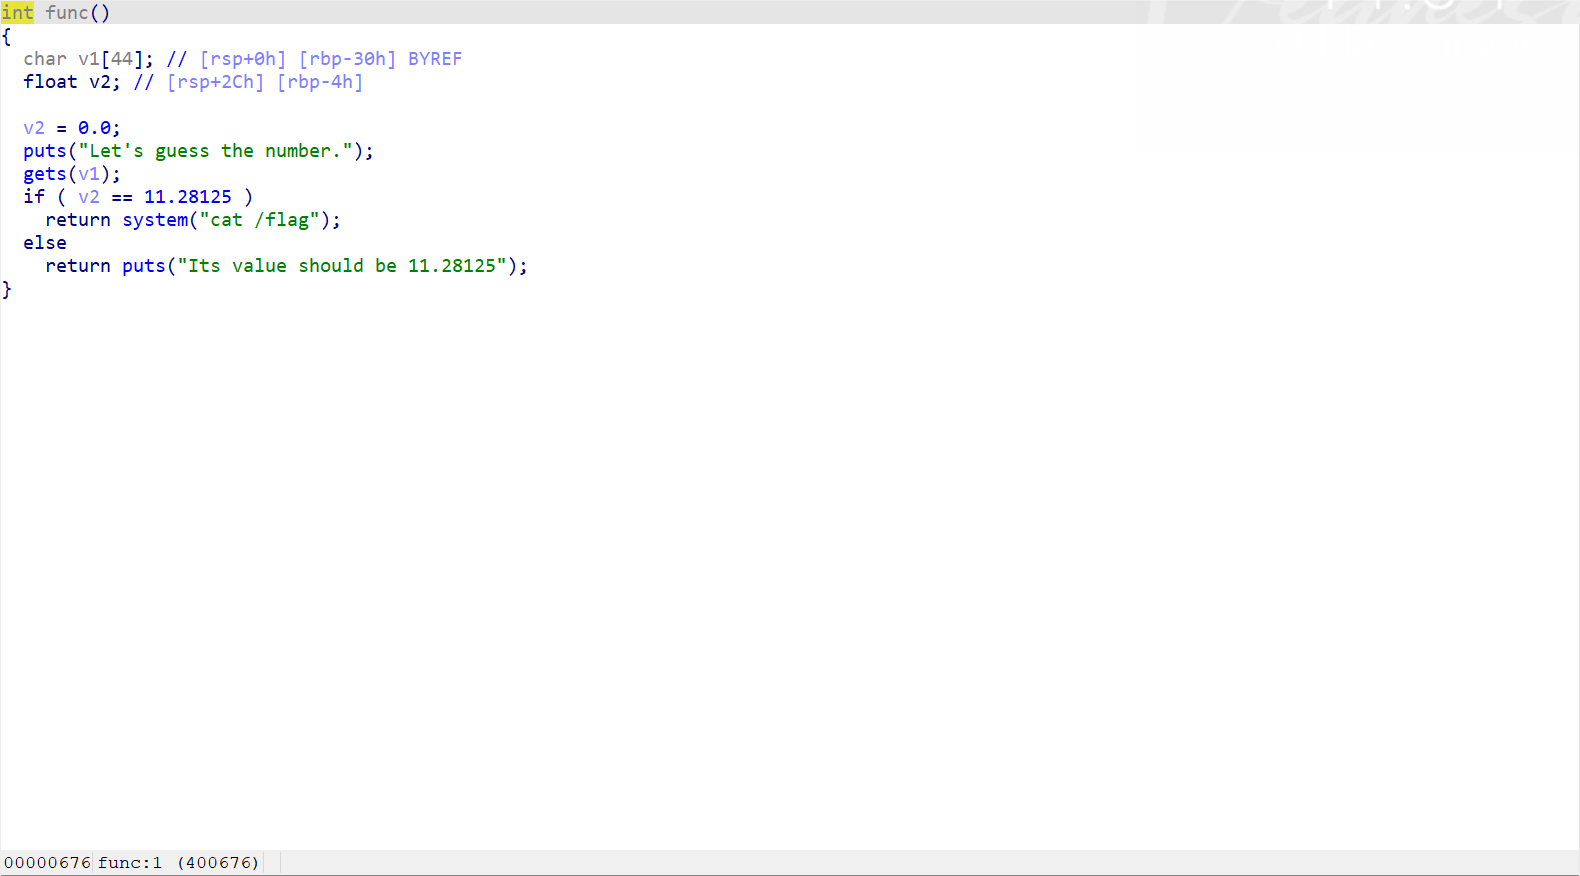 int func()
{
  char v1[44]; // [rsp+0h] [rbp-30h] BYREF
  float v2; // [rsp+2Ch] [rbp-4h]

  v2 = 0.0;
  puts("Let's guess the number.");
  gets(v1);
  if ( v2 == 11.28125 )
    return system("cat /flag");
  else
    return puts("Its value should be 11.28125");
}
00000676 func:1 (400676)